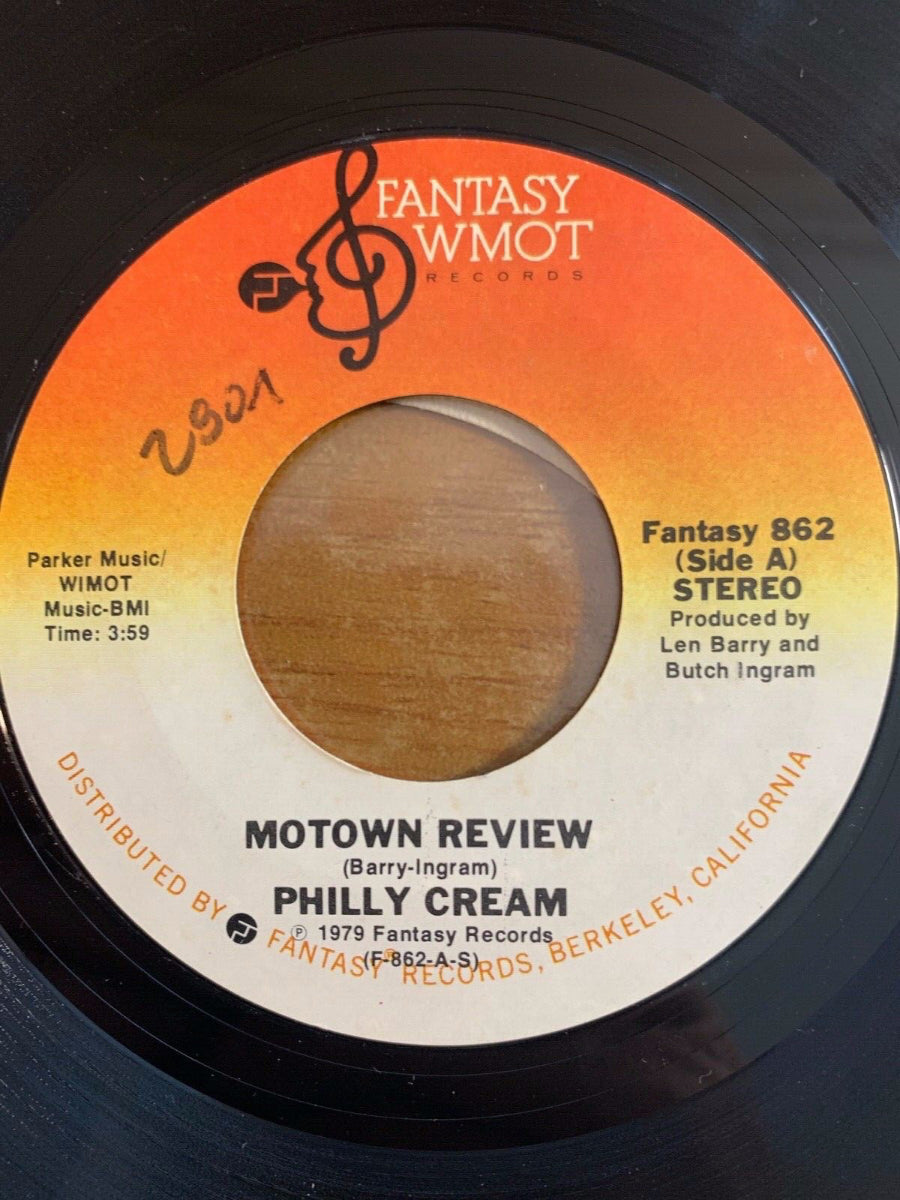 FANTASY
WMOT
RECORDS
2901
Parker Music/
WIMOT
Music-BMI
Time: 3:59
Fantasy 862
(Side A)
STEREO
Produced by
Len Barry and
Butch Ingram
MOTOWN REVIEW
(Barry-Ingram)
PHILLY CREAM
℗ 1979 Fantasy Records
(F-862-A-S)
DISTRIBUTED BY FANTASY® RECORDS, BERKELEY, CALIFORNIA